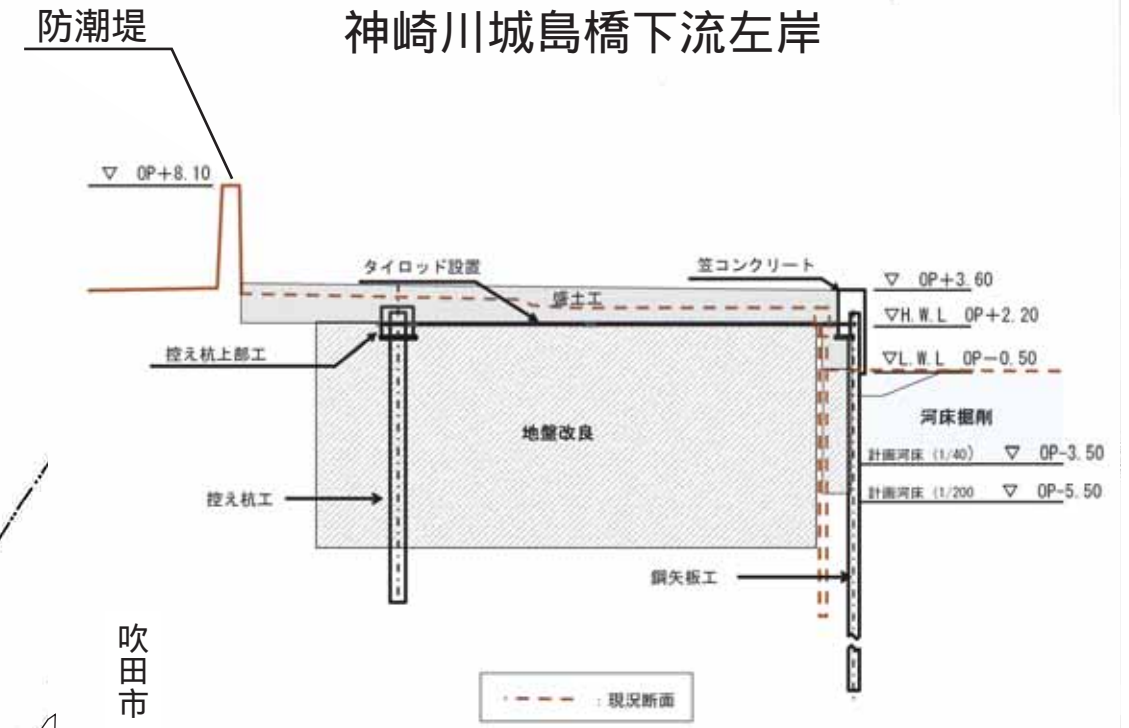 防潮堤
神崎川城島橋下流左岸
▽ OP+8.10
タイロッド設置
笠コンクリート
▽ OP+3.60
盛土工
▽H.W.L OP+2.20
控え杭上部工
▽L.W.L OP-0.50
河床掘削
地盤改良
計画河床 (1/40) ▽ OP-3.50
控え杭工
計画河床 (1/200 ▽ OP-5.50
鋼矢板工
吹田市
:現況断面